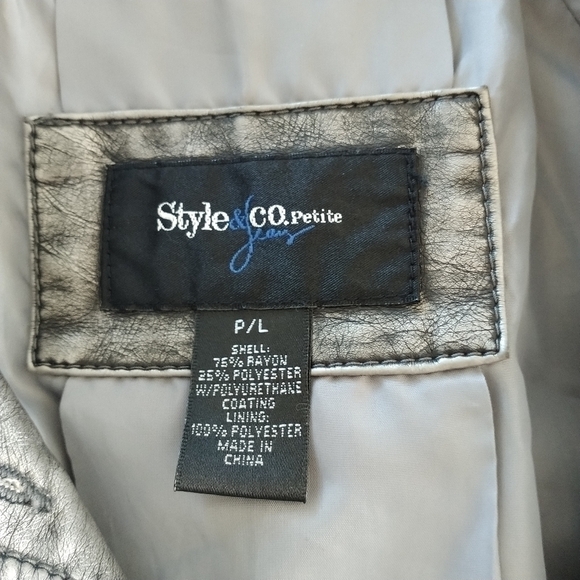 Style&co.Petite
Jeans
P/L
SHELL:
75% RAYON
25% POLYESTER
W/POLYURETHANE
COATING
LINING:
100% POLYESTER
MADE IN
CHINA